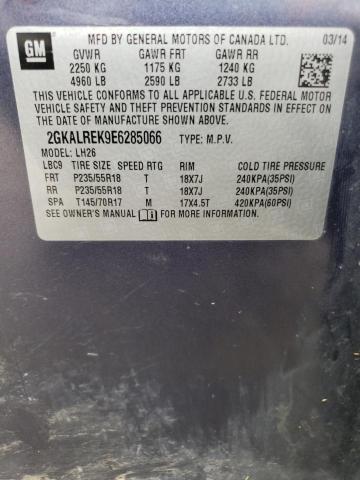 GM
MFD BY GENERAL MOTORS OF CANADA LTD. 03/14
GVWR GAWR FRT GAWR RR
2250 KG 1175 KG 1240 KG
4960 LB 2590 LB 2733 LB
THIS VEHICLE CONFORMS TO ALL APPLICABLE U.S. FEDERAL MOTOR
VEHICLE SAFETY AND THEFT PREVENTION STANDARDS IN EFFECT ON
THE DATE OF MANUFACTURE SHOWN ABOVE.
2GKALREK9E6285066 TYPE: M.P.V.
MODEL: LH26
LBC9 TIRE SIZE SPEED RTG RIM COLD TIRE PRESSURE
FRT P235/55R18 T 18X7J 240KPA(35PSI)
RR P235/55R18 T 18X7J 240KPA(35PSI)
SPA T145/70R17 M 17X4.5T 420KPA(60PSI)
SEE OWNER'S MANUAL FOR MORE INFORMATION